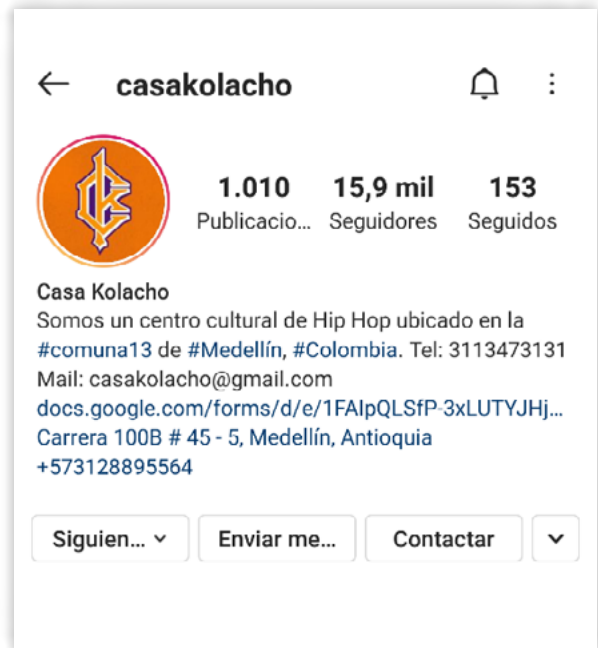 casakolacho
1.010 15,9 mil 153
Publicacio... Seguidores Seguidos
Casa Kolacho
Somos un centro cultural de Hip Hop ubicado en la
#comuna13 de #Medellín, #Colombia. Tel: 3113473131
Mail: casakolacho@gmail.com
docs.google.com/forms/d/e/1FAIpQLSfP-3xLUTYJHj...
Carrera 100B # 45 - 5, Medellín, Antioquia
+573128895564
Siguien... Enviar me... Contactar